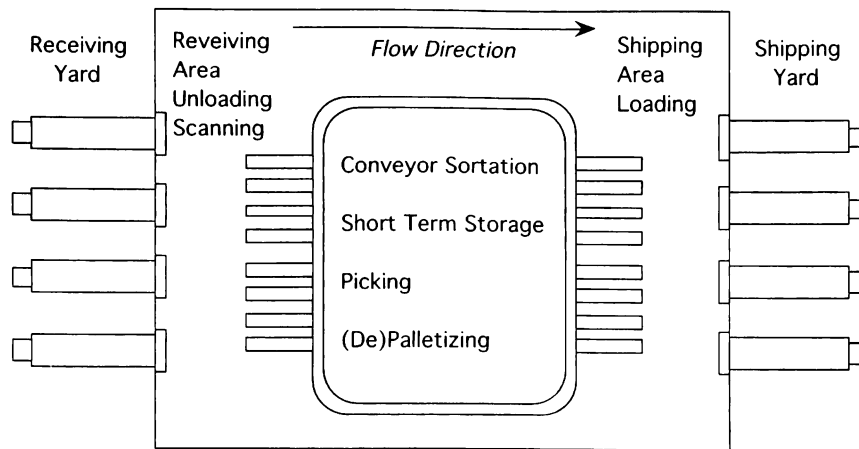 Receiving
Yard
Reveiving
Area
Unloading
Scanning
Flow Direction
Shipping
Area
Loading
Shipping
Yard
Conveyor Sortation
Short Term Storage
Picking
(De)Palletizing